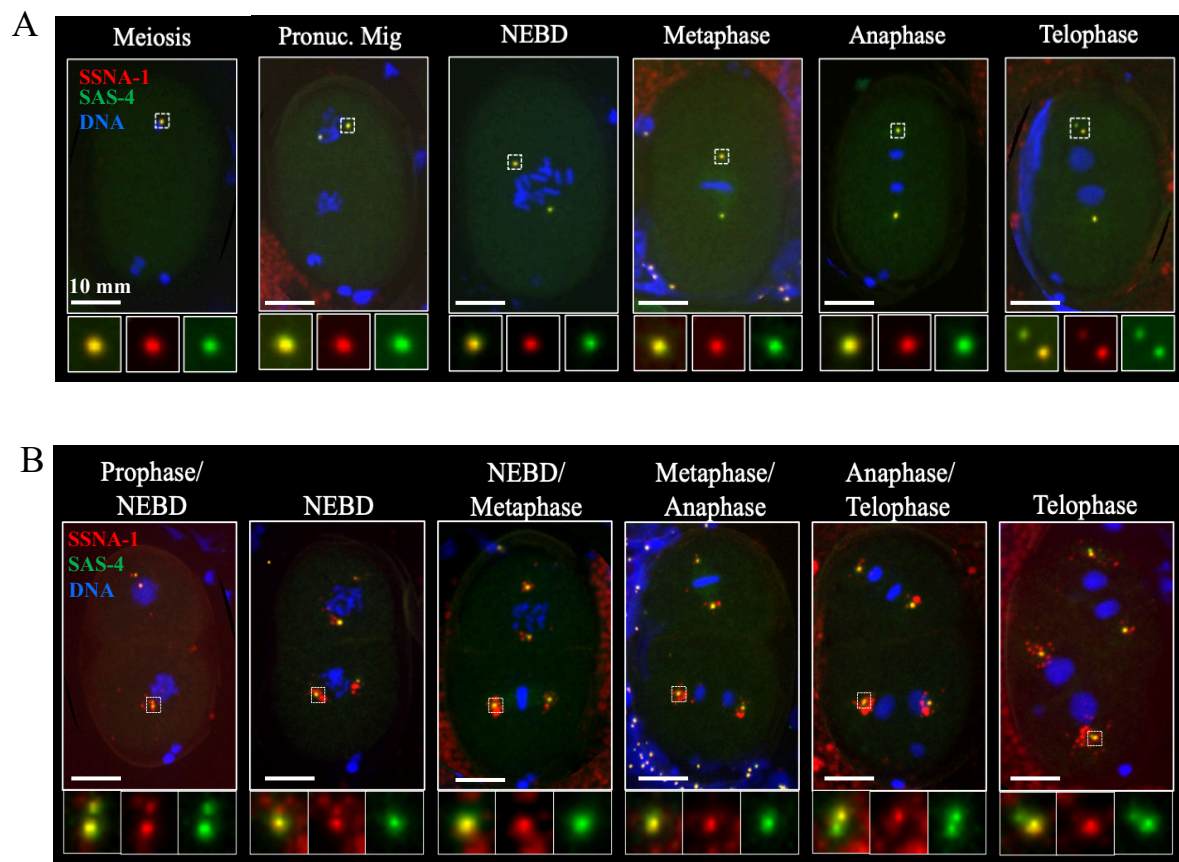 A
Meiosis
Pronuc. Mig
NEBD
Metaphase
Anaphase
Telophase
SSNA-1
SAS-4
DNA
10 mm
B
Prophase/
NEBD
NEBD
NEBD/
Metaphase
Metaphase/
Anaphase
Anaphase/
Telophase
Telophase
SSNA-1
SAS-4
DNA